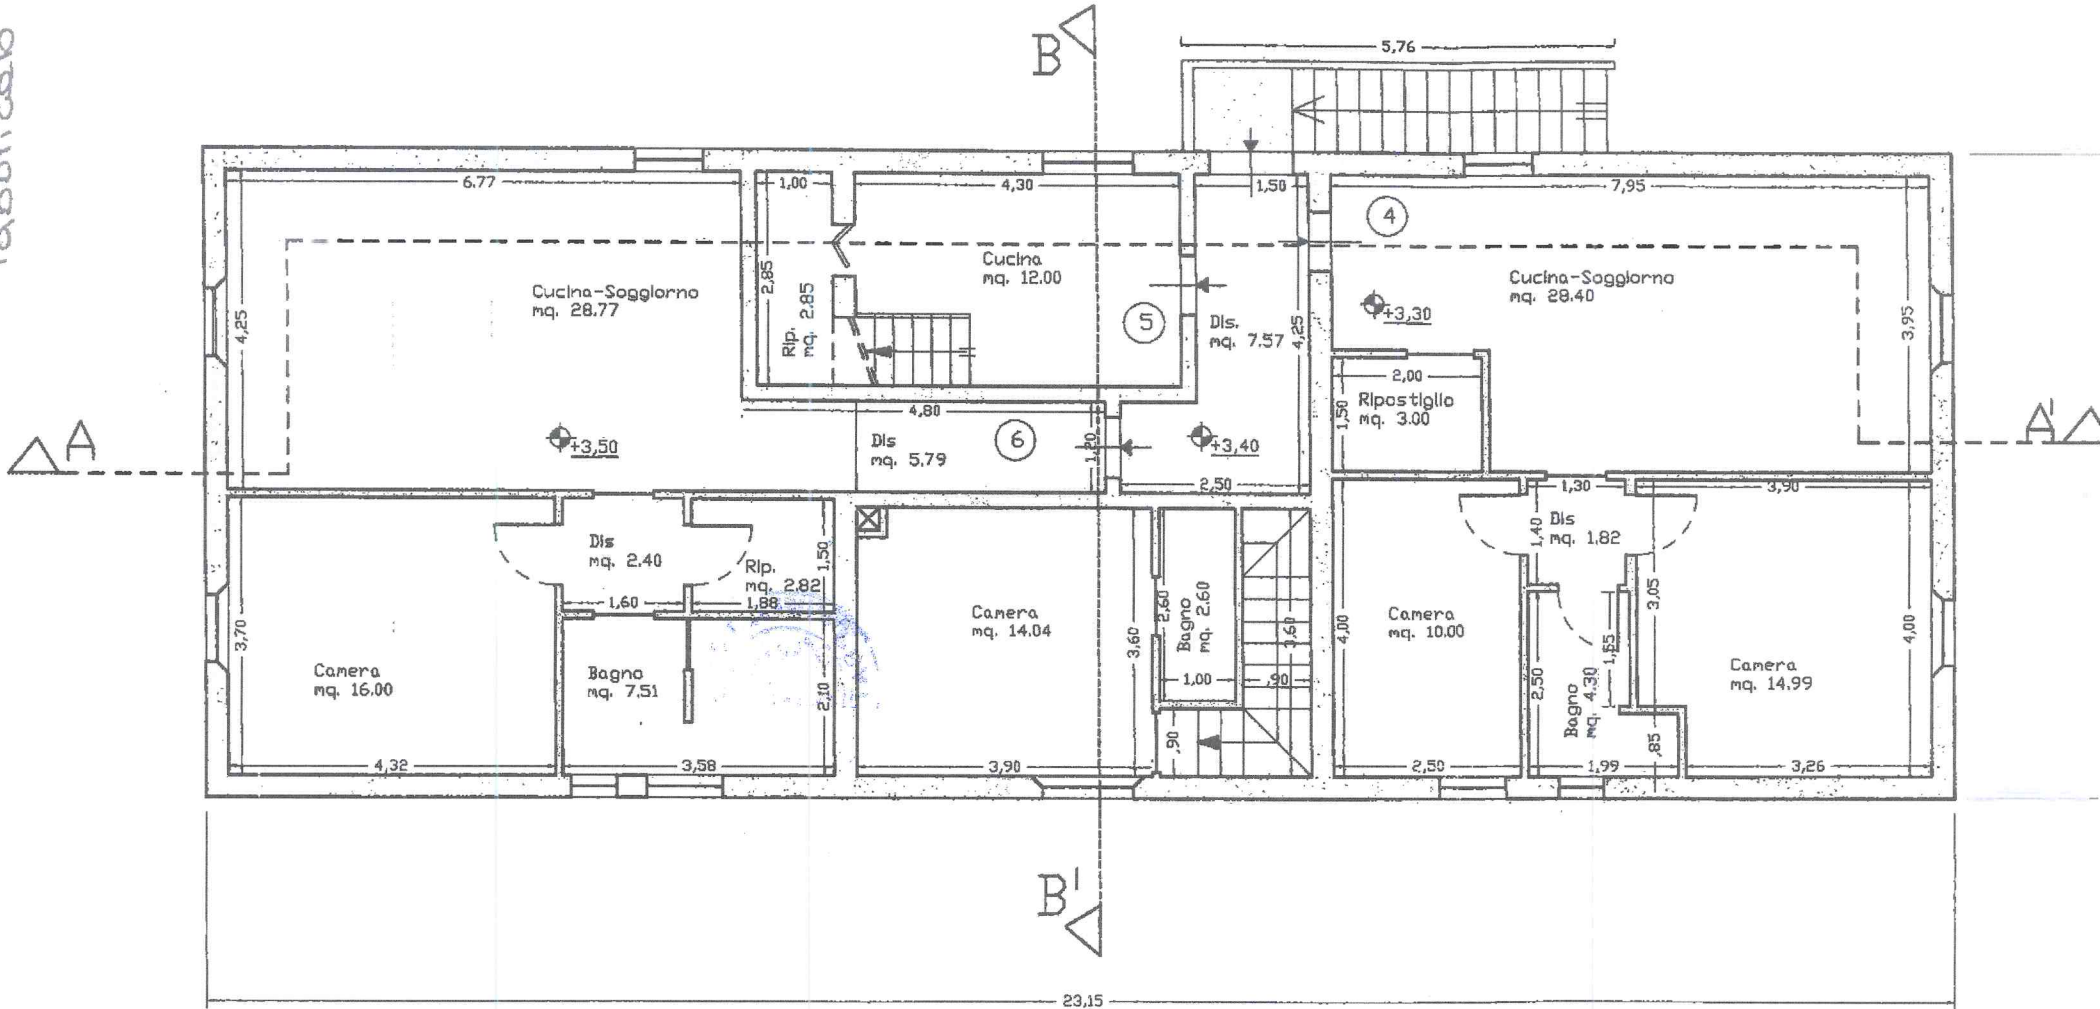 B
5,76
6.77
1,00
4,30
1,50
7,95
4
Cucina
mq. 12.00
Cucina-Soggiorno
mq. 28.77
Cucina-Soggiorno
mq. 28.40
2,85
Rip.
mq. 2.85
5
Dis.
mq. 7.57
4,25
4,25
+3,30
3,95
2,00
Ripostiglio
mq. 3.00
1,50
4,80
A
+3,50
Dis
mq. 5.79
6
1,20
+3,40
A'
2,50
1,30
3,90
Dis
mq. 2.40
Rip.
mq. 2.82
1,50
1,60
1,88
Dis
mq. 1.82
1,40
3,05
3,70
Camera
mq. 16.00
Bagno
mq. 7.51
2,10
Camera
mq. 14.04
3,60
2,60
Bagno
mq. 2.60
3,60
1,00
,90
,90
4,00
Camera
mq. 10.00
2,50
1,55
Bagno
mq. 4.30
,85
Camera
mq. 14.99
4,00
4,32
3,58
3,90
2,50
1,99
3,26
B'
23,15